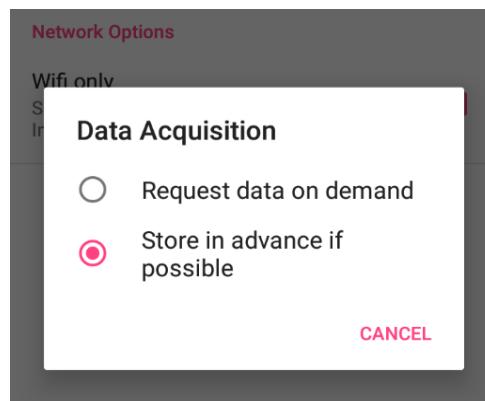 Network Options
Wifi only
Data Acquisition
Request data on demand
Store in advance if
possible
CANCEL